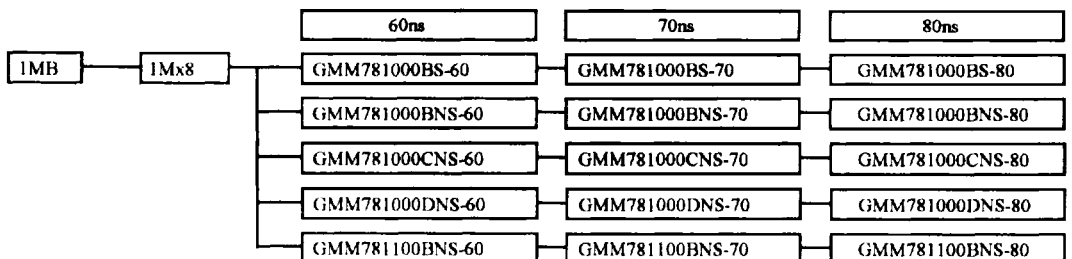 60ns 70ns 80ns
1MB 1Mx8 GMM781000BS-60 GMM781000BS-70 GMM781000BS-80
GMM781000BNS-60 GMM781000BNS-70 GMM781000BNS-80
GMM781000CNS-60 GMM781000CNS-70 GMM781000CNS-80
GMM781000DNS-60 GMM781000DNS-70 GMM781000DNS-80
GMM781100BNS-60 GMM781100BNS-70 GMM781100BNS-80